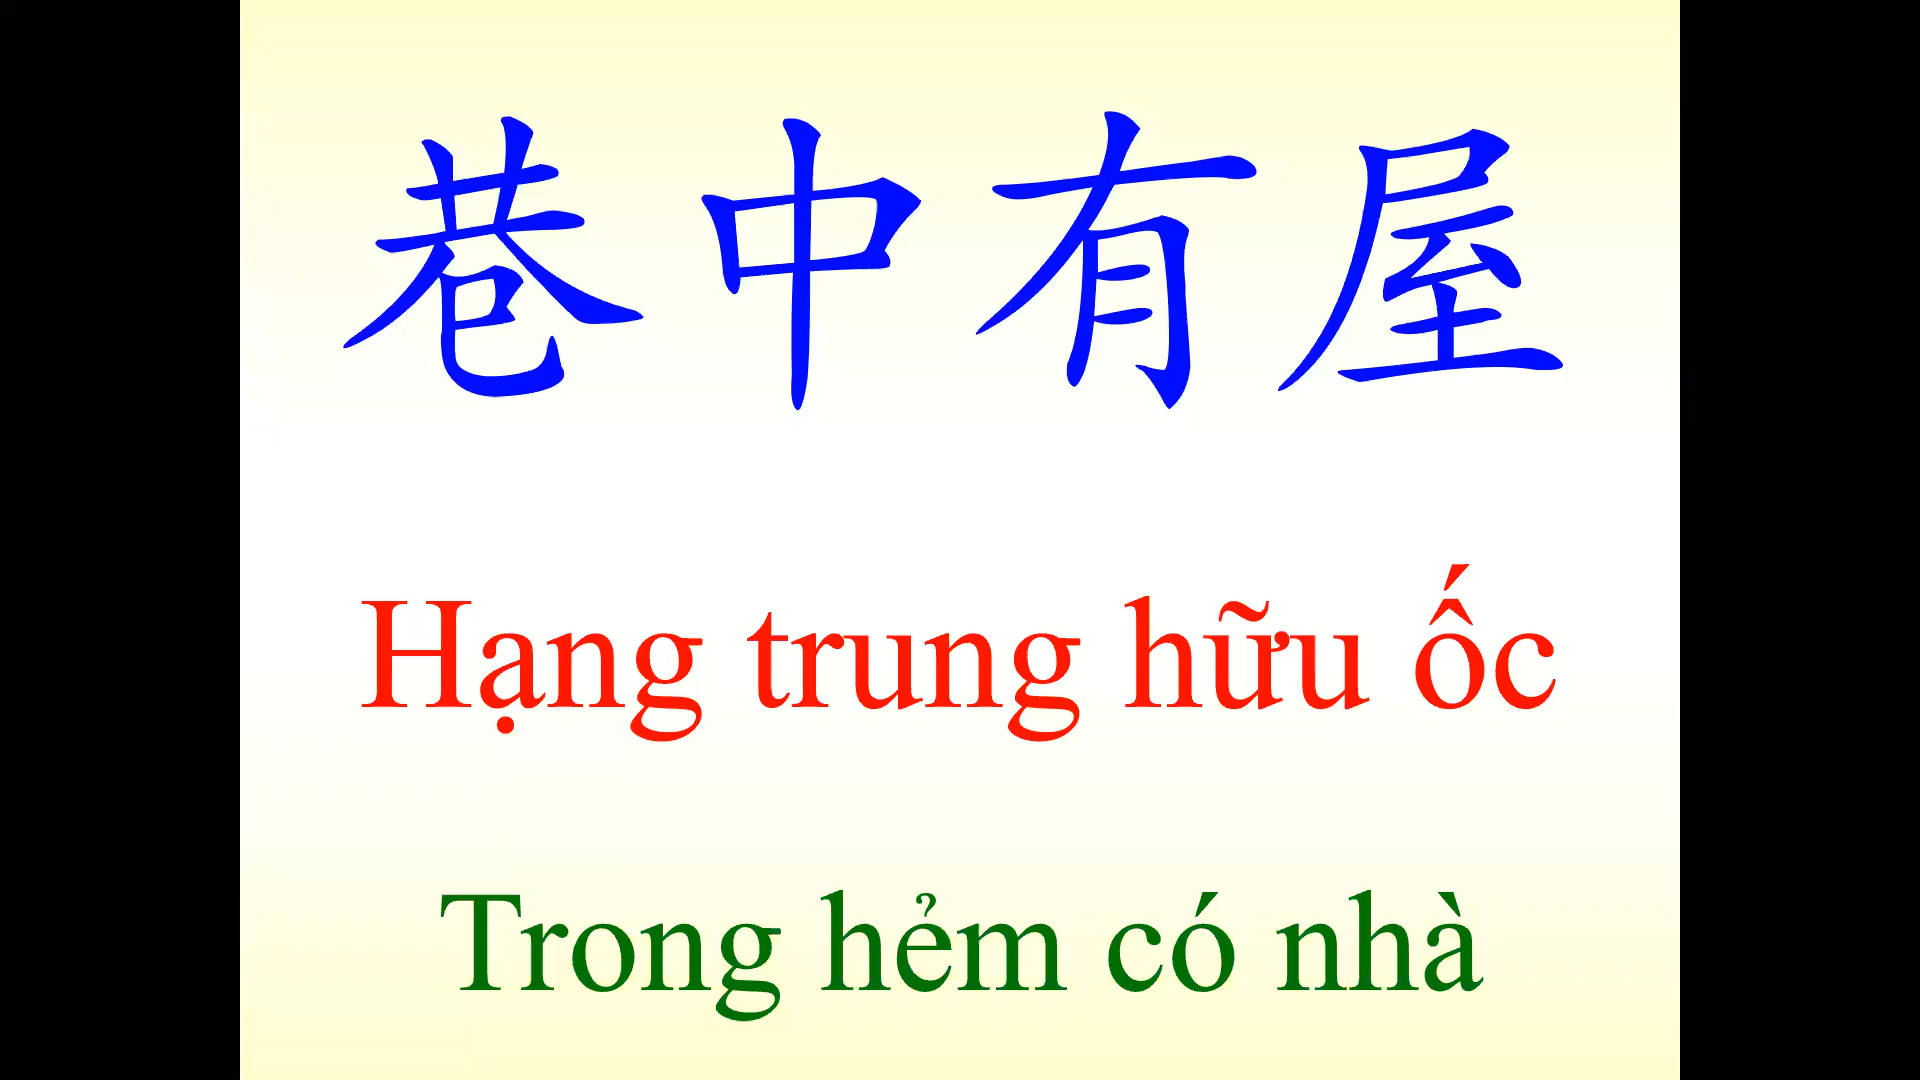 巷中有屋
Hạng trung hữu ốc
Trong hẻm có nhà